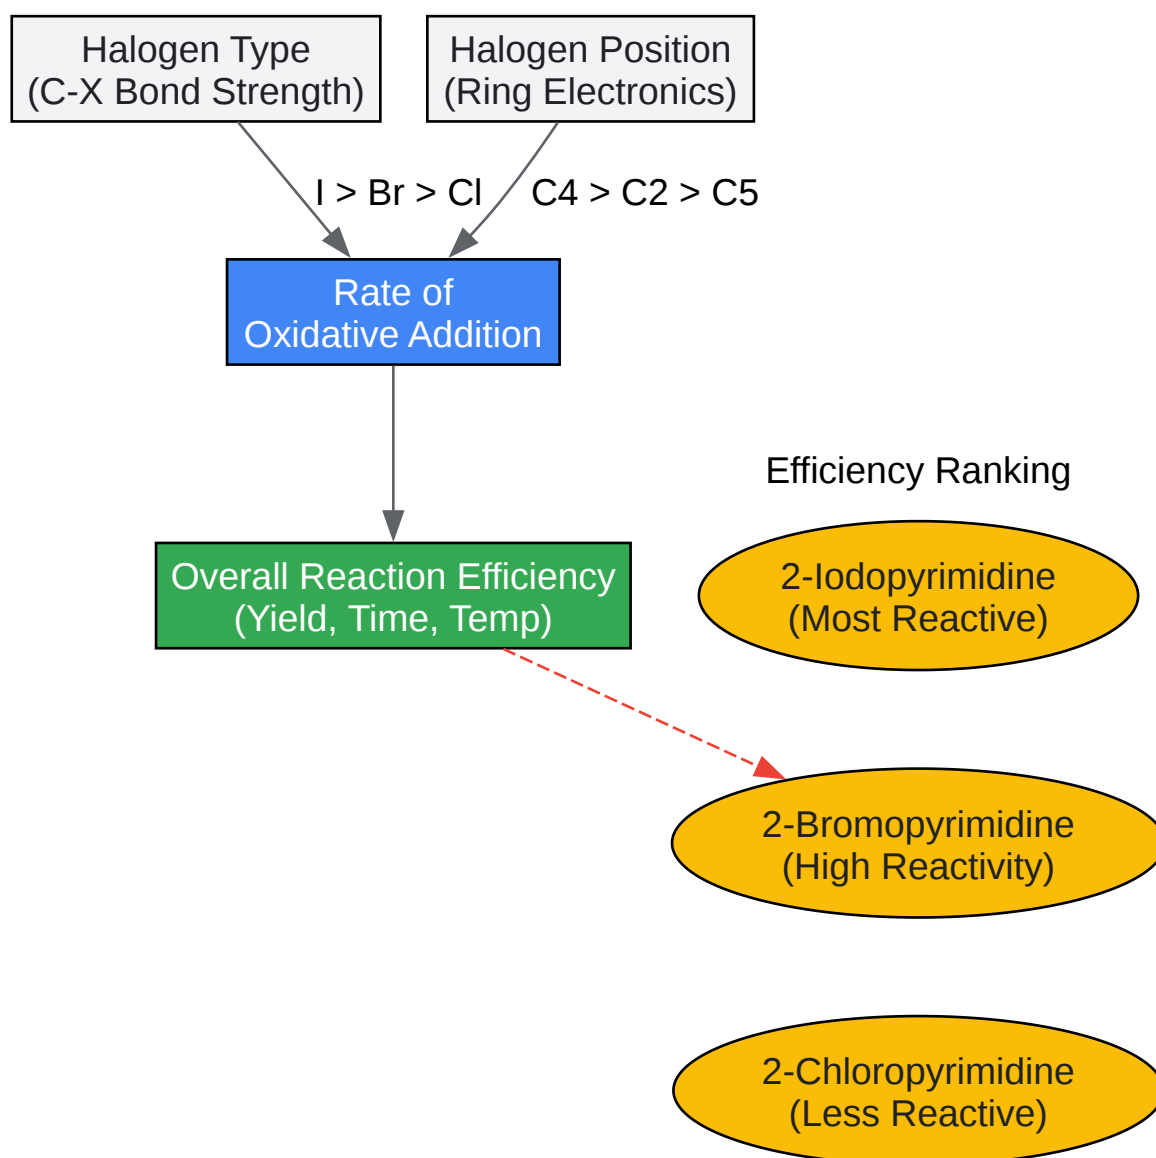 Halogen Type
(C-X Bond Strength)
Halogen Position
(Ring Electronics)
I > Br > Cl
C4 > C2 > C5
Rate of
Oxidative Addition
Efficiency Ranking
Overall Reaction Efficiency
(Yield, Time, Temp)
2-Iodopyrimidine
(Most Reactive)
2-Bromopyrimidine
(High Reactivity)
2-Chloropyrimidine
(Less Reactive)